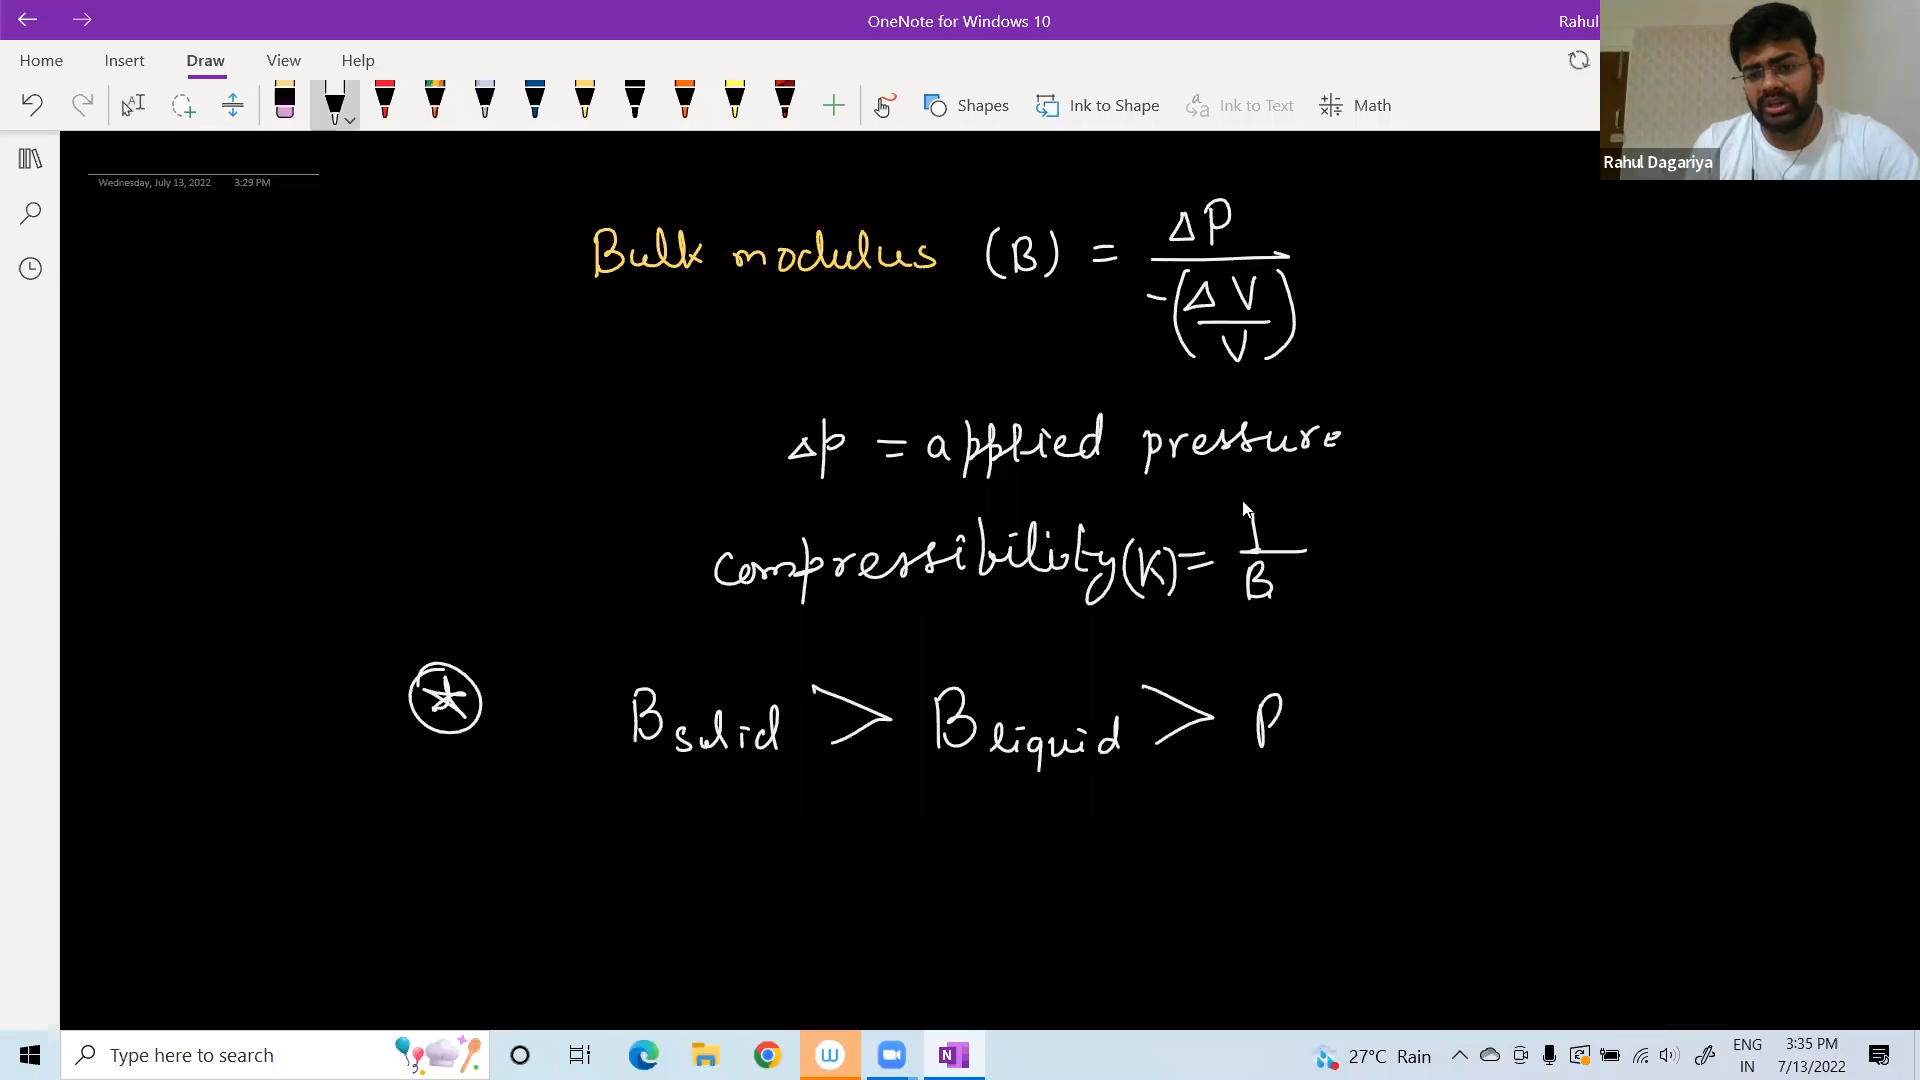 OneNote for Windows 10
Rahul
Home Insert Draw View Help
Shapes Ink to Shape Ink to Text Math
Rahul Dagariya
Wednesday, July 13, 2022 3:29 PM
Bulk modulus (B) = ΔP / -(ΔV/V)
Δp = applied pressure
compressibility (K) = 1/B
B solid > B liquid > P
Type here to search
27°C Rain
ENG
IN
3:35 PM
7/13/2022